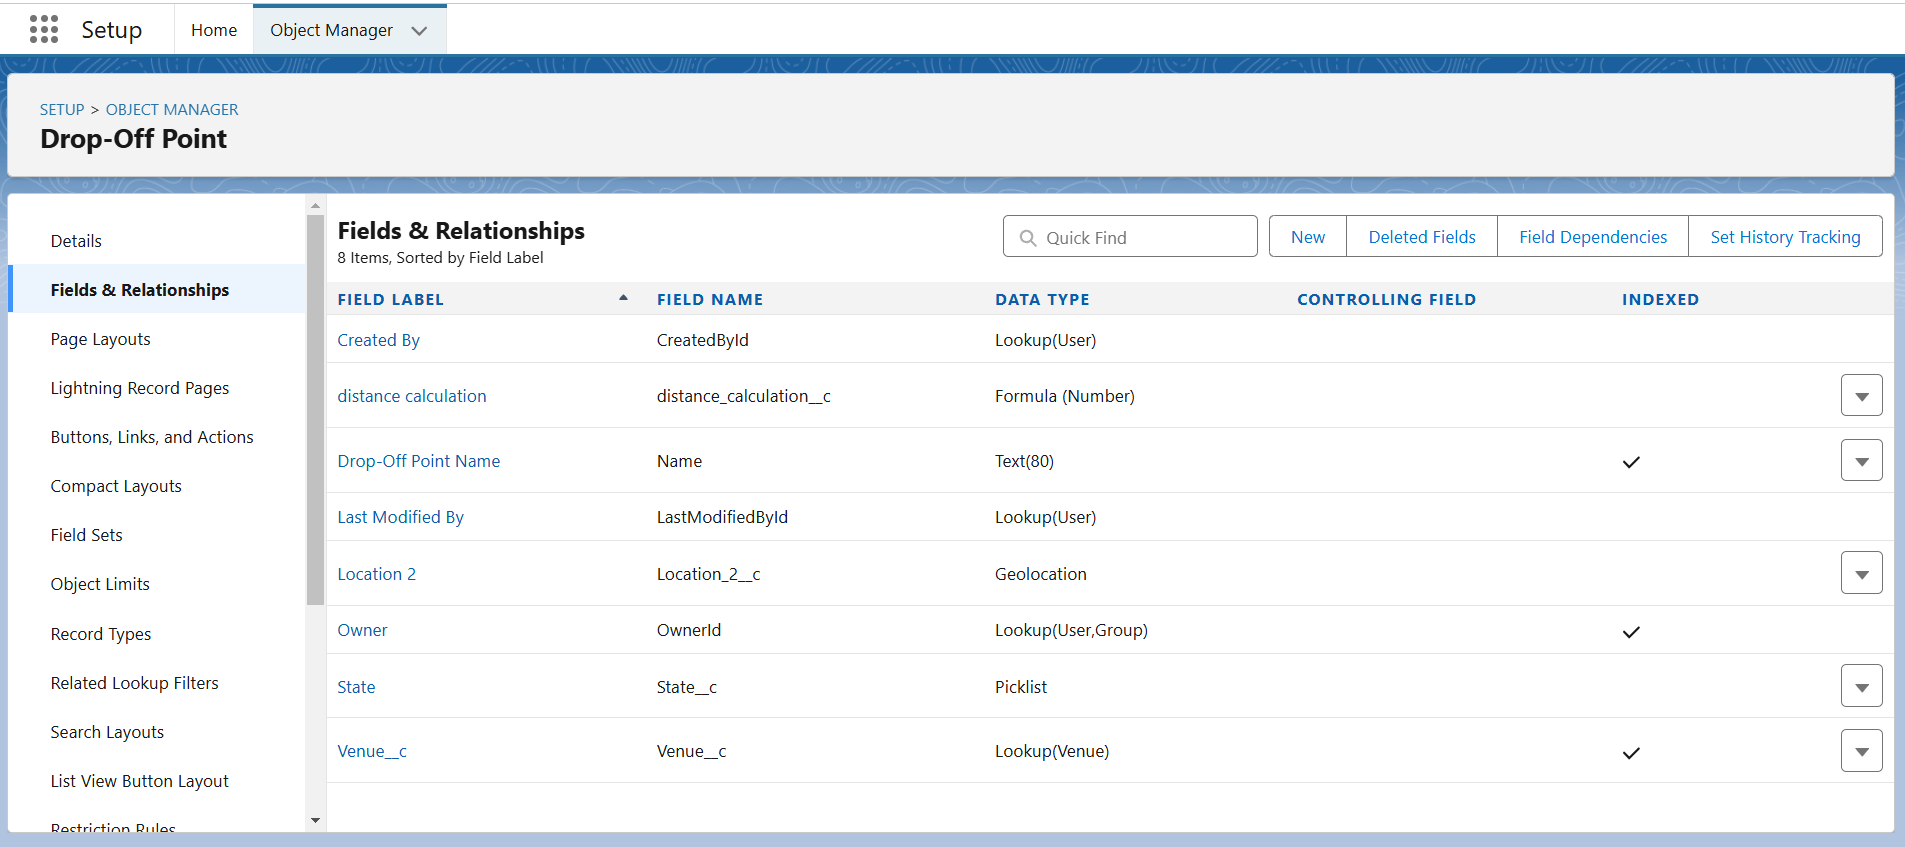 Setup
Home
Object Manager
SETUP > OBJECT MANAGER
Drop-Off Point
Details
Fields & Relationships
Page Layouts
Lightning Record Pages
Buttons, Links, and Actions
Compact Layouts
Field Sets
Object Limits
Record Types
Related Lookup Filters
Search Layouts
List View Button Layout
Restriction Rules
Fields & Relationships
8 Items, Sorted by Field Label
Quick Find
New
Deleted Fields
Field Dependencies
Set History Tracking
FIELD LABEL FIELD NAME DATA TYPE CONTROLLING FIELD INDEXED
Created By CreatedById Lookup(User)
distance calculation distance_calculation__c Formula (Number)
Drop-Off Point Name Name Text(80)
Last Modified By LastModifiedById Lookup(User)
Location 2 Location_2__c Geolocation
Owner OwnerId Lookup(User,Group)
State State__c Picklist
Venue__c Venue__c Lookup(Venue)